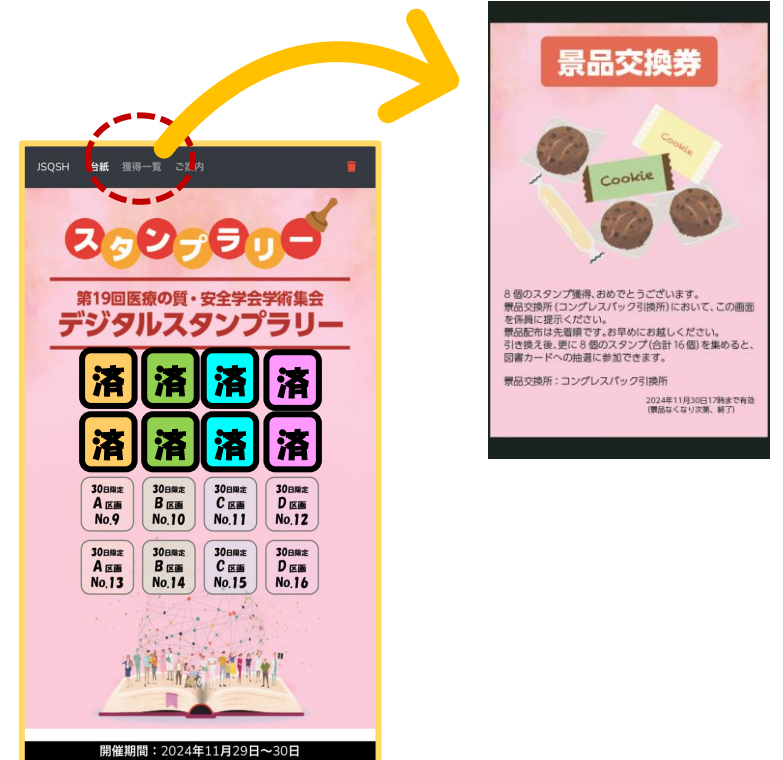 JSQSH 台紙 獲得一覧 ご案内
スタンプラリー
第19回医療の質・安全学会学術集会
デジタルスタンプラリー
済 済 済 済
済 済 済 済
30日限定 30日限定 30日限定 30日限定
A区画 B区画 C区画 D区画
No.9 No.10 No.11 No.12
30日限定 30日限定 30日限定 30日限定
A区画 B区画 C区画 D区画
No.13 No.14 No.15 No.16
開催期間：2024年11月29日～30日
景品交換券
Cookie
Cookie
8個のスタンプ獲得、おめでとうございます。
景品交換所(コングレスバック引換所)において、この画面
を係員に提示ください。
景品配布は先着順です。お早めにお越しください。
引き換え後、更に8個のスタンプ(合計16個)を集めると、
図書カードへの抽選に参加できます。
景品交換所：コングレスバック引換所
2024年11月30日17時まで有効
(景品なくなり次第、終了)